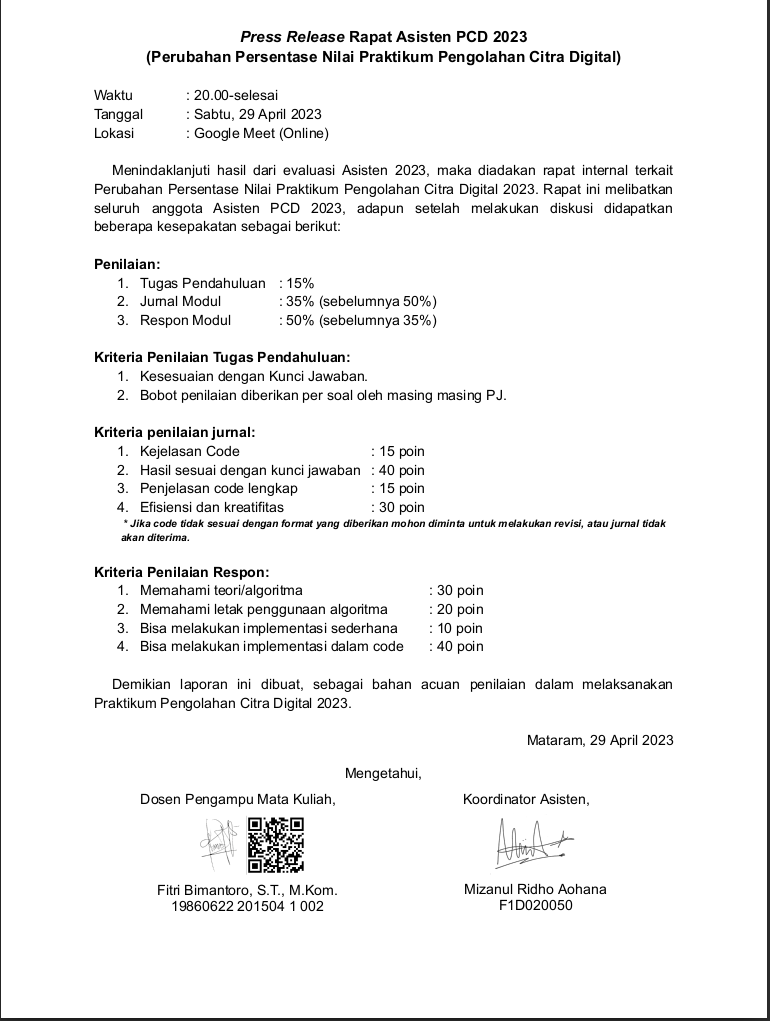 Press Release Rapat Asisten PCD 2023
(Perubahan Persentase Nilai Praktikum Pengolahan Citra Digital)
Waktu : 20.00-selesai
Tanggal : Sabtu, 29 April 2023
Lokasi : Google Meet (Online)
Menindaklanjuti hasil dari evaluasi Asisten 2023, maka diadakan rapat internal terkait
Perubahan Persentase Nilai Praktikum Pengolahan Citra Digital 2023. Rapat ini melibatkan
seluruh anggota Asisten PCD 2023, adapun setelah melakukan diskusi didapatkan
beberapa kesepakatan sebagai berikut:
Penilaian:
1. Tugas Pendahuluan : 15%
2. Jurnal Modul : 35% (sebelumnya 50%)
3. Respon Modul : 50% (sebelumnya 35%)
Kriteria Penilaian Tugas Pendahuluan:
1. Kesesuaian dengan Kunci Jawaban.
2. Bobot penilaian diberikan per soal oleh masing masing PJ.
Kriteria penilaian jurnal:
1. Kejelasan Code : 15 poin
2. Hasil sesuai dengan kunci jawaban : 40 poin
3. Penjelasan code lengkap : 15 poin
4. Efisiensi dan kreatifitas : 30 poin
* Jika code tidak sesuai dengan format yang diberikan mohon diminta untuk melakukan revisi, atau jurnal tidak
akan diterima.
Kriteria Penilaian Respon:
1. Memahami teori/algoritma : 30 poin
2. Memahami letak penggunaan algoritma : 20 poin
3. Bisa melakukan implementasi sederhana : 10 poin
4. Bisa melakukan implementasi dalam code : 40 poin
Demikian laporan ini dibuat, sebagai bahan acuan penilaian dalam melaksanakan
Praktikum Pengolahan Citra Digital 2023.
Mataram, 29 April 2023
Mengetahui,
Dosen Pengampu Mata Kuliah, Koordinator Asisten,
Fitri Bimantoro, S.T., M.Kom. Mizanul Ridho Aohana
19860622 201504 1 002 F1D020050